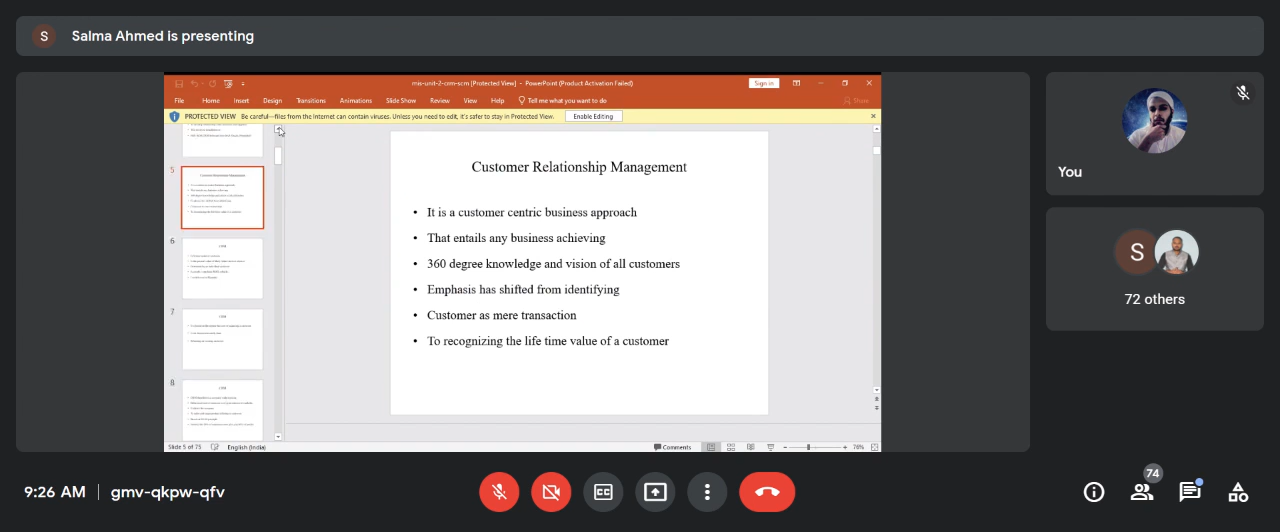 S Salma Ahmed is presenting
mis-unit-2-crm-scm [Protected View] - PowerPoint (Product Activation Failed)
Sign in
File Home Insert Design Transitions Animations Slide Show Review View Help Tell me what you want to do Share
PROTECTED VIEW Be careful—files from the Internet can contain viruses. Unless you need to edit, it's safer to stay in Protected View. Enable Editing
5
6
7
8
Customer Relationship Management
• It is a customer centric business approach
• That entails any business achieving
• 360 degree knowledge and vision of all customers
• Emphasis has shifted from identifying
• Customer as mere transaction
• To recognizing the life time value of a customer
Slide 5 of 75 English (India) Comments 76%
You
S
72 others
9:26 AM | gmv-qkpw-qfv
CC
74